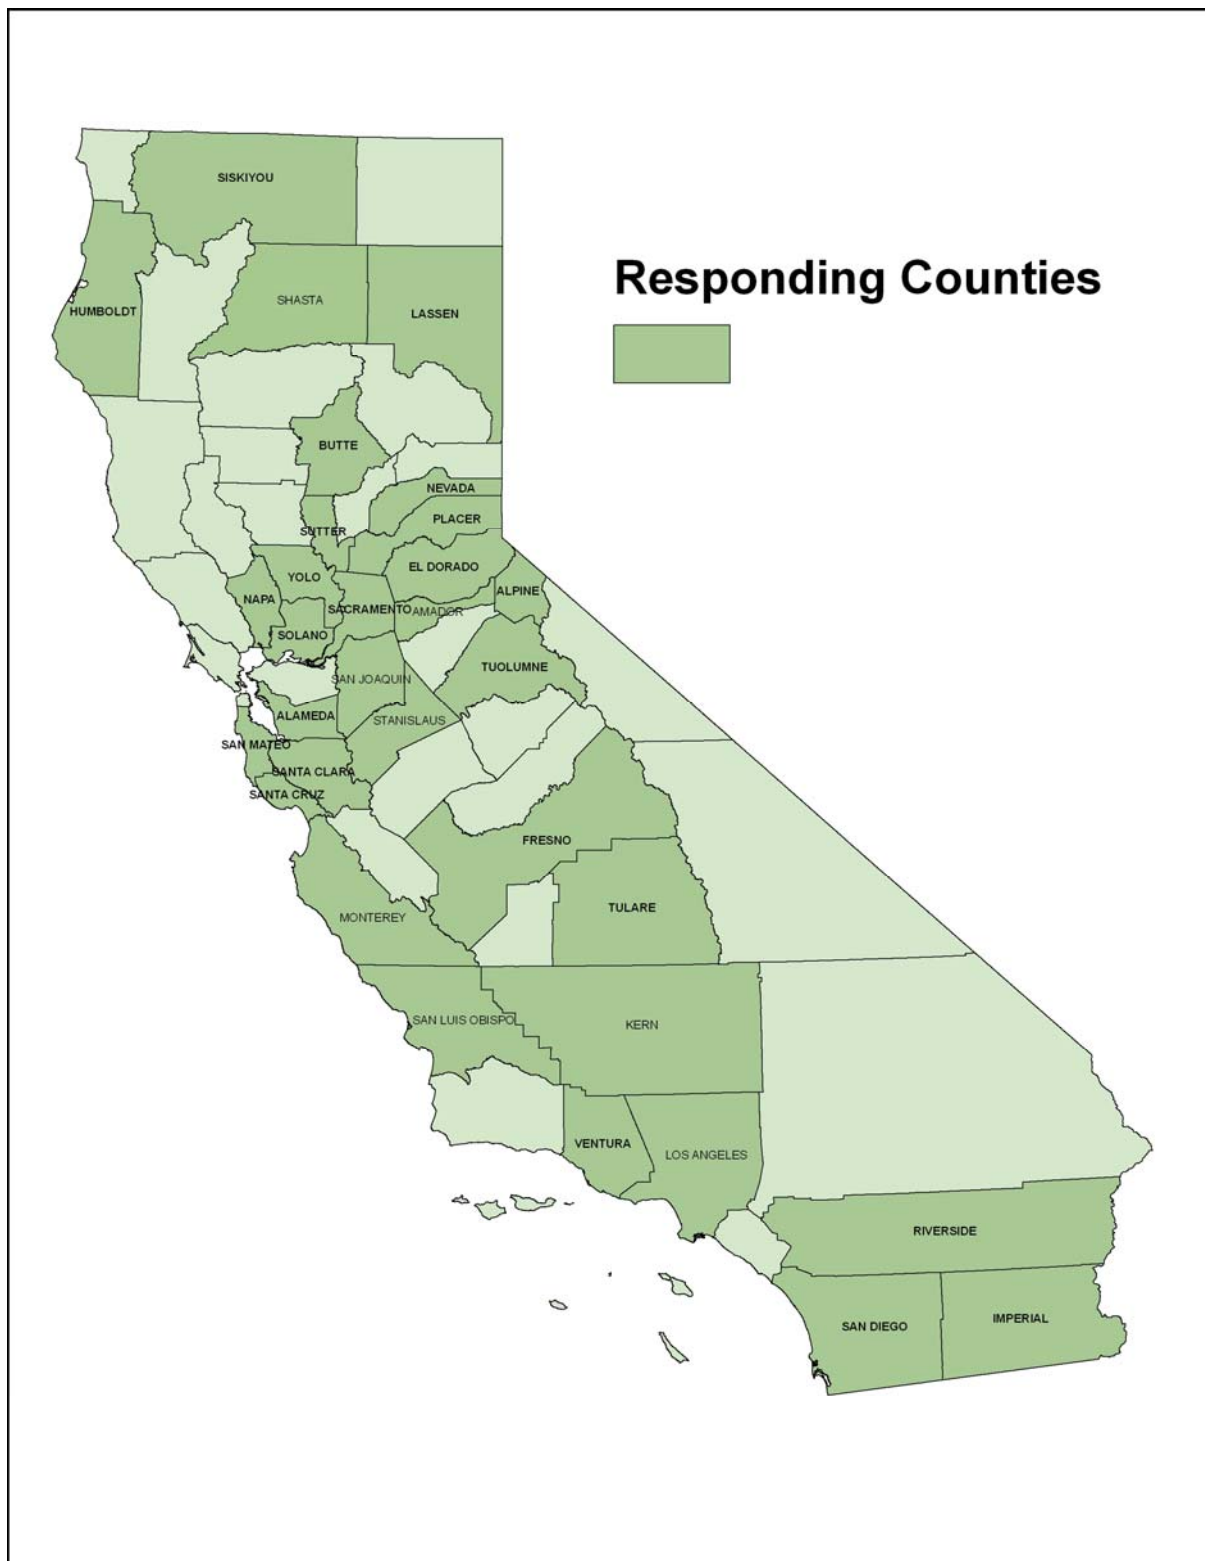 SISKIYOU
Responding Counties
SHASTA
HUMBOLDT
LASSEN
BUTTE
NEVADA
PLACER
SUTTER
EL DORADO
YOLO
ALPINE
NAPA
SACRAMENTO
AMADOR
SOLANO
TUOLUMNE
SAN JOAQUIN
ALAMEDA
STANISLAUS
SAN MATEO
SANTA CLARA
SANTA CRUZ
FRESNO
TULARE
MONTEREY
SAN LUIS OBISPO
KERN
VENTURA
LOS ANGELES
RIVERSIDE
SAN DIEGO
IMPERIAL